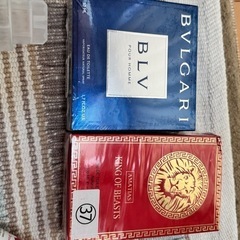 BVLGARI
BLV
POUR HOMME
EAU DE TOILETTE
KING OF BEASTS
37